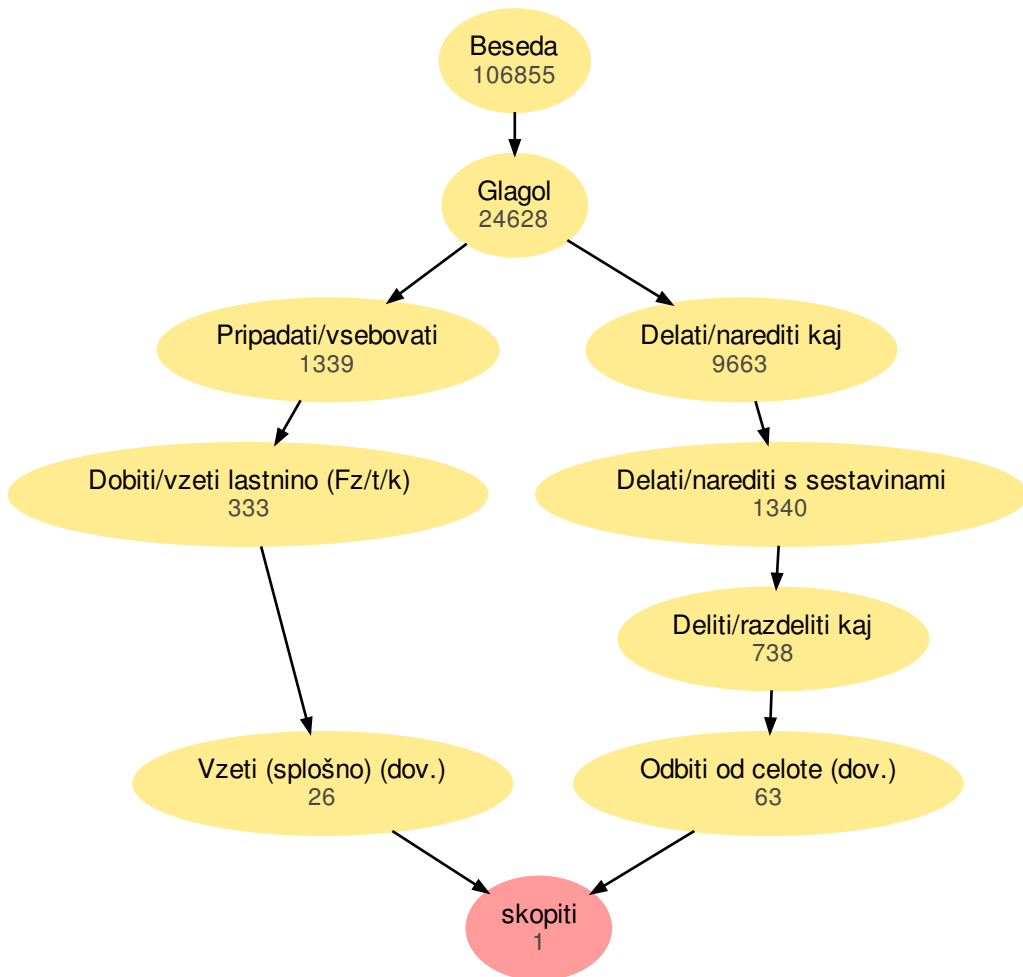 Beseda
106855
Glagol
24628
Pripadati/vsebovati
1339
Delati/narediti kaj
9663
Dobiti/vzeti lastnino (Fz/t/k)
333
Delati/narediti s sestavinami
1340
Deliti/razdeliti kaj
738
Vzeti (splošno) (dov.)
26
Odbiti od celote (dov.)
63
skopiti
1